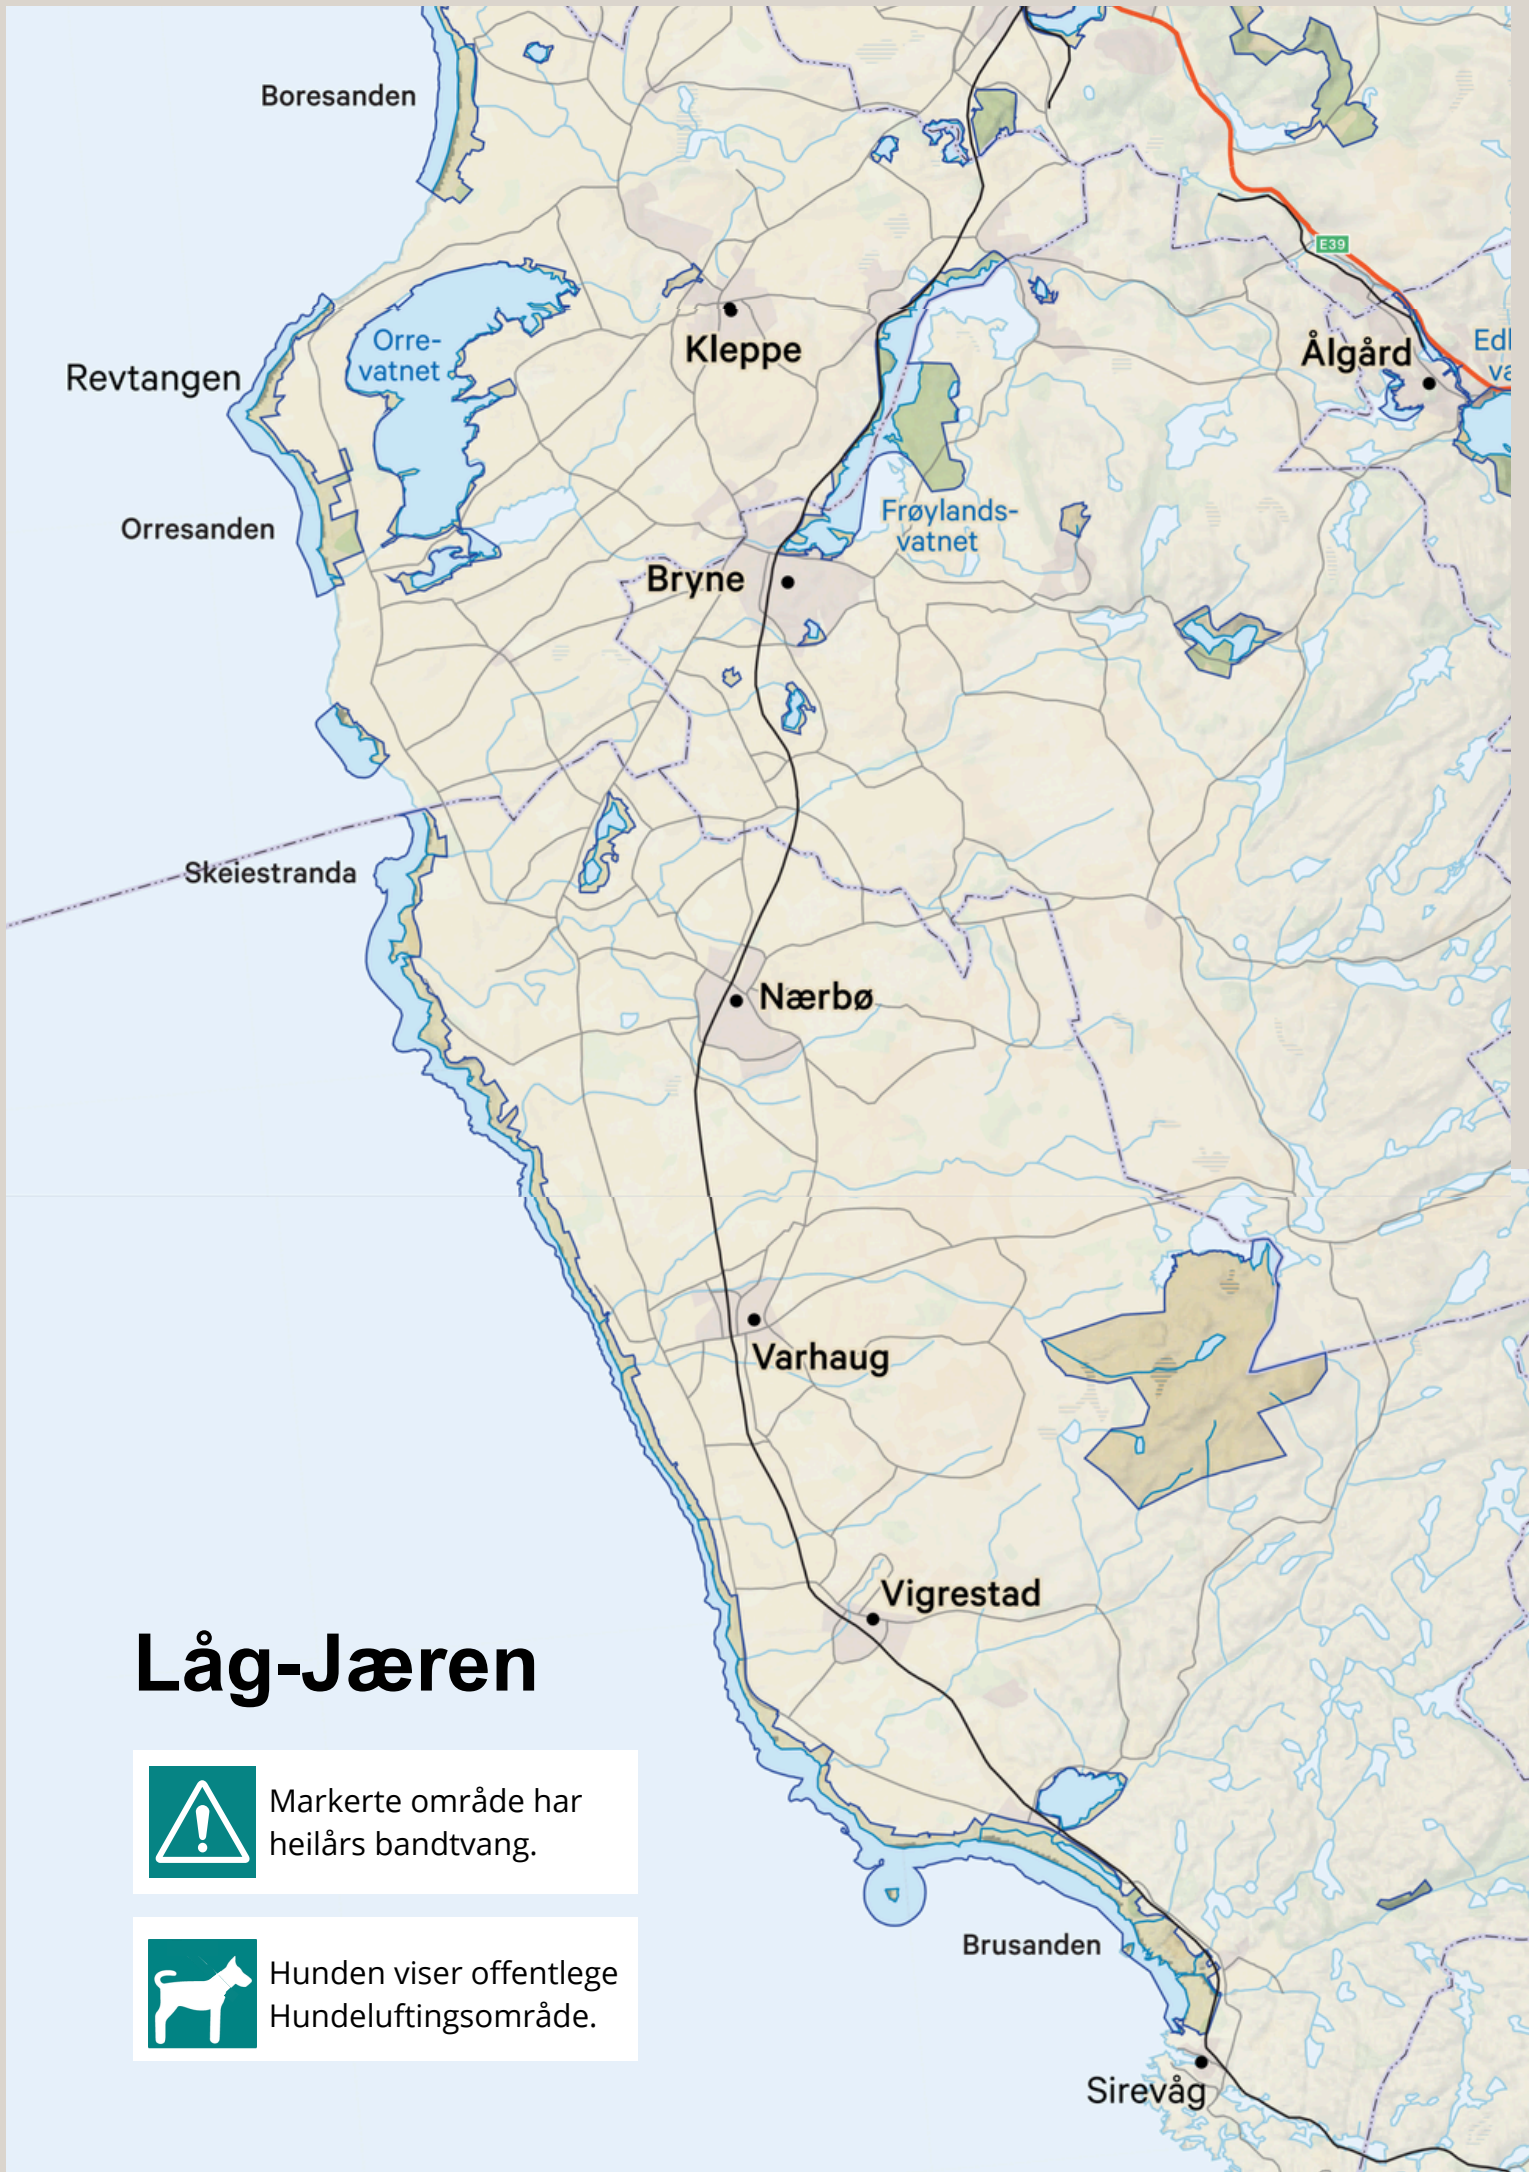 Boresanden
E39
Orre-
vatnet
Kleppe
Ålgård
Revtangen
Orresanden
Frøylands-
vatnet
Bryne
Skeiestranda
Nærbø
Varhaug
Vigrestad
Låg-Jæren
Markerte område har
heilårs bandtvang.
Hunden viser offentlege
Hundeluftingsområde.
Brusanden
Sirevåg